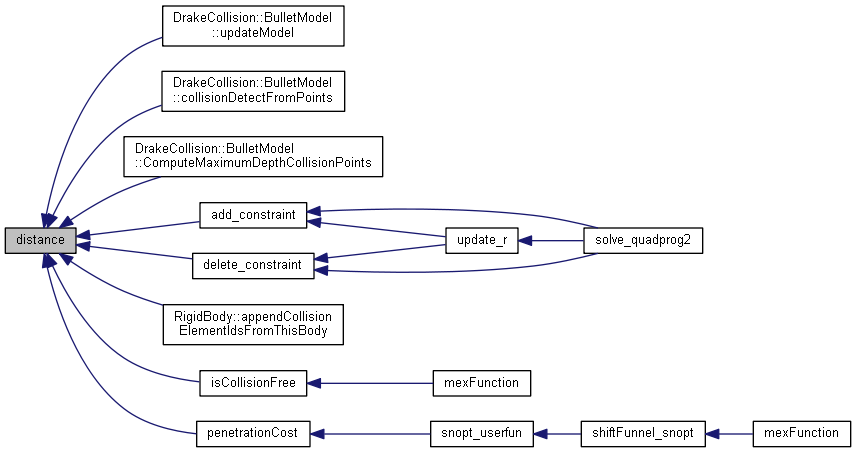 DrakeCollision::BulletModel
::updateModel
DrakeCollision::BulletModel
::collisionDetectFromPoints
DrakeCollision::BulletModel
::ComputeMaximumDepthCollisionPoints
distance
add_constraint
delete_constraint
update_r
solve_quadprog2
RigidBody::appendCollision
ElementIdsFromThisBody
isCollisionFree
mexFunction
penetrationCost
snopt_userfun
shiftFunnel_snopt
mexFunction